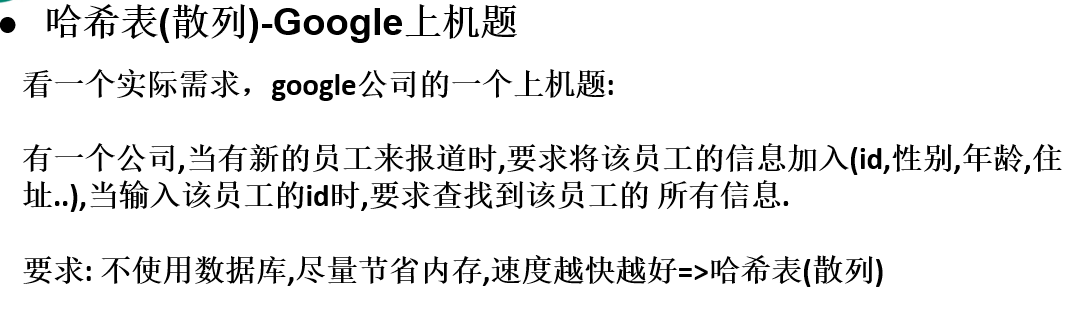 ● 哈希表(散列)-Google上机题
看一个实际需求，google公司的一个上机题:
有一个公司,当有新的员工来报道时,要求将该员工的信息加入(id,性别,年龄,住
址..),当输入该员工的id时,要求查找到该员工的 所有信息.
要求: 不使用数据库,尽量节省内存,速度越快越好=>哈希表(散列)